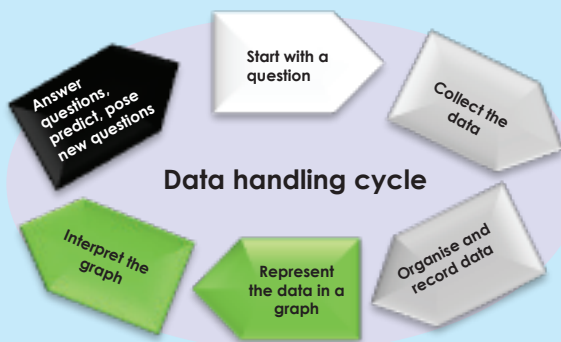 Data handling cycle
Start with a
question
Collect the
data
Organise and
record data
Represent
the data in a
graph
Interpret the
graph
Answer
questions,
predict, pose
new questions